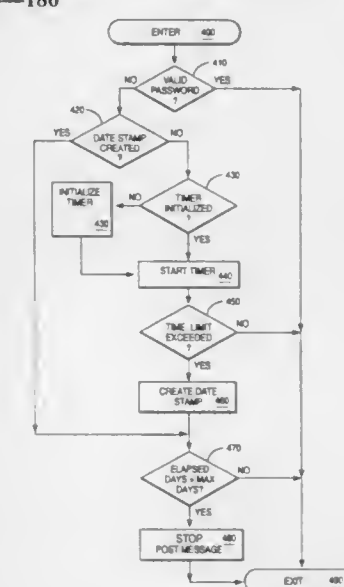 180
ENTER 400
410
VALID
PASSWORD
?
NO
YES
420
DATE STAMP
CREATED
?
YES
NO
430
TIMER
INITIALIZED
?
NO
YES
INITIALIZE
TIMER
START TIMER
440
450
TIME LIMIT
EXCEEDED
?
NO
YES
CREATE DATE
STAMP 460
470
ELAPSED
DAYS
MAX
DAYS?
NO
YES
STOP 480
POST MESSAGE
EXIT 490